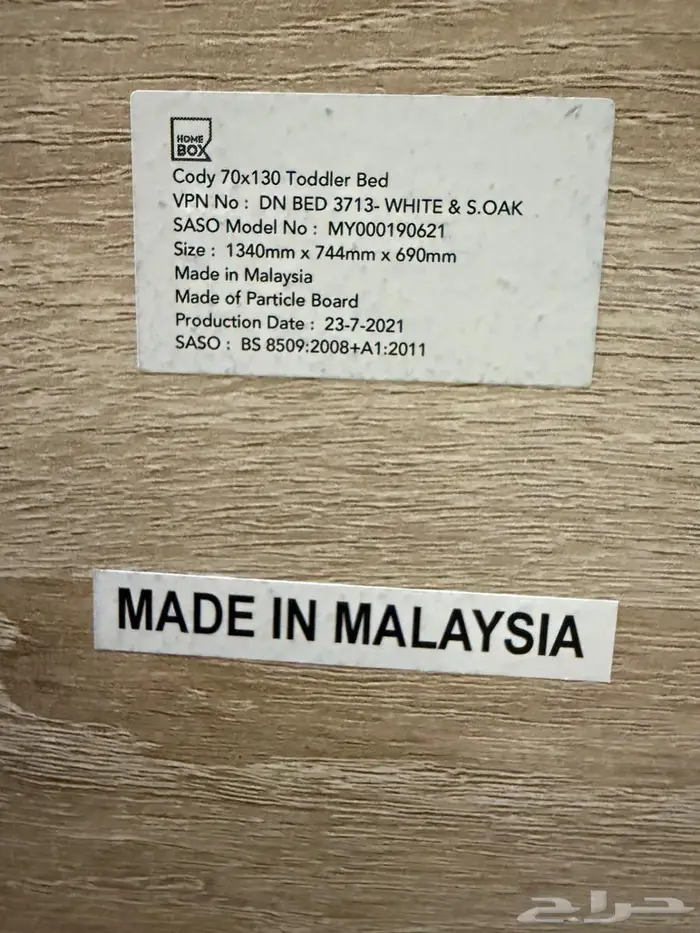 HOME
BOX
Cody 70x130 Toddler Bed
VPN No : DN BED 3713- WHITE & S.OAK
SASO Model No : MY000190621
Size : 1340mm x 744mm x 690mm
Made in Malaysia
Made of Particle Board
Production Date : 23-7-2021
SASO : BS 8509:2008+A1:2011
MADE IN MALAYSIA
حراج